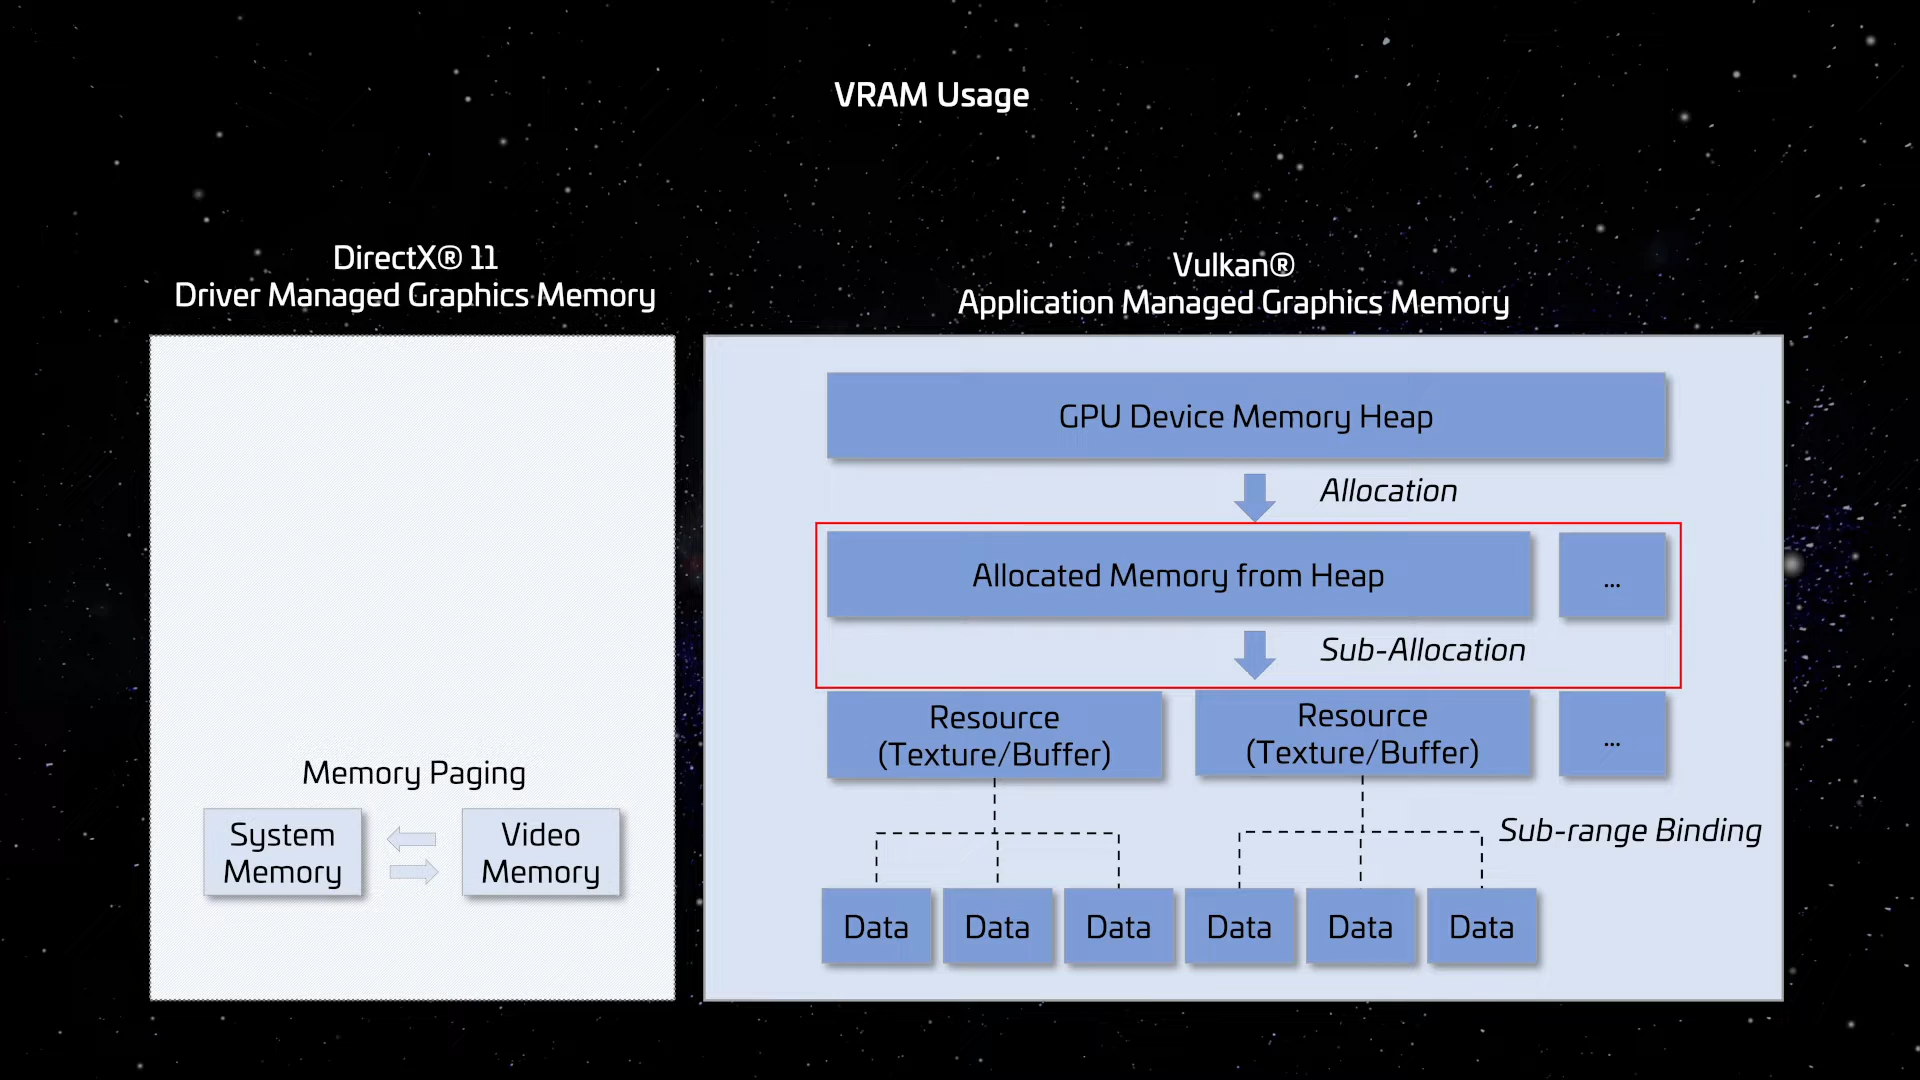 VRAM Usage
DirectX® 11
Driver Managed Graphics Memory
Memory Paging
System
Memory
Video
Memory
Vulkan®
Application Managed Graphics Memory
GPU Device Memory Heap
Allocation
Allocated Memory from Heap
...
Sub-Allocation
Resource
(Texture/Buffer)
Resource
(Texture/Buffer)
...
Sub-range Binding
Data
Data
Data
Data
Data
Data